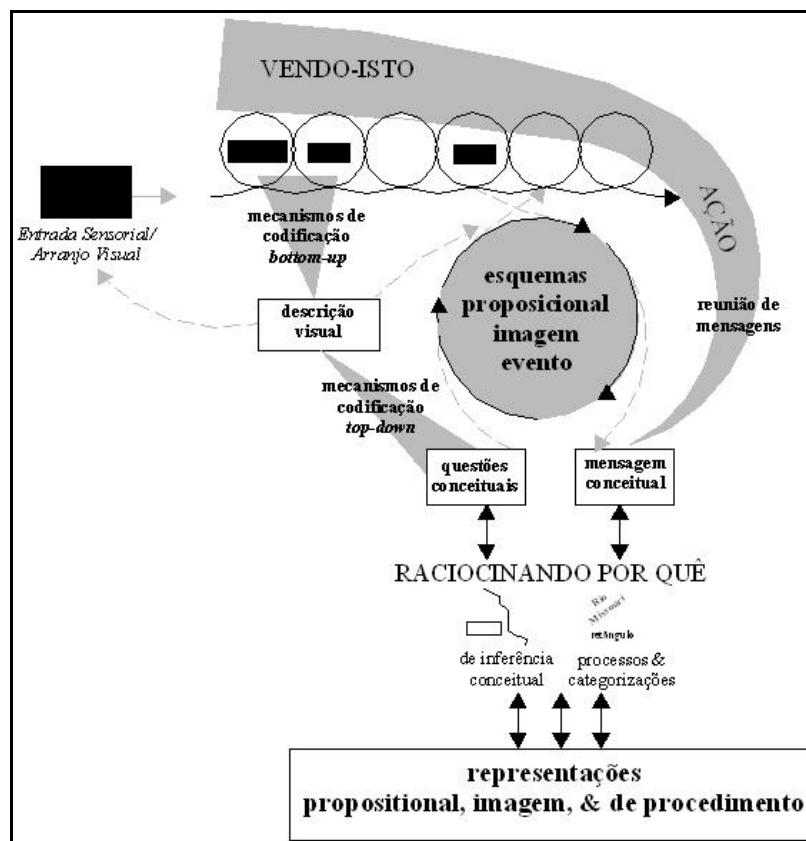 VENDO-ISTO
AÇÃO
Entrada Sensorial/
Arranjo Visual
mecanismos de
codificação
bottom-up
descrição
visual
esquemas
proposicional
imagem
evento
reunião de
mensagens
mecanismos de
codificação
top-down
questões
conceituais
mensagem
conceitual
RACIOCINANDO POR QUÊ
Rio
Missouri
retângulo
de inferência
conceitual
processos &
categorizações
representações
propositional, imagem, & de procedimento